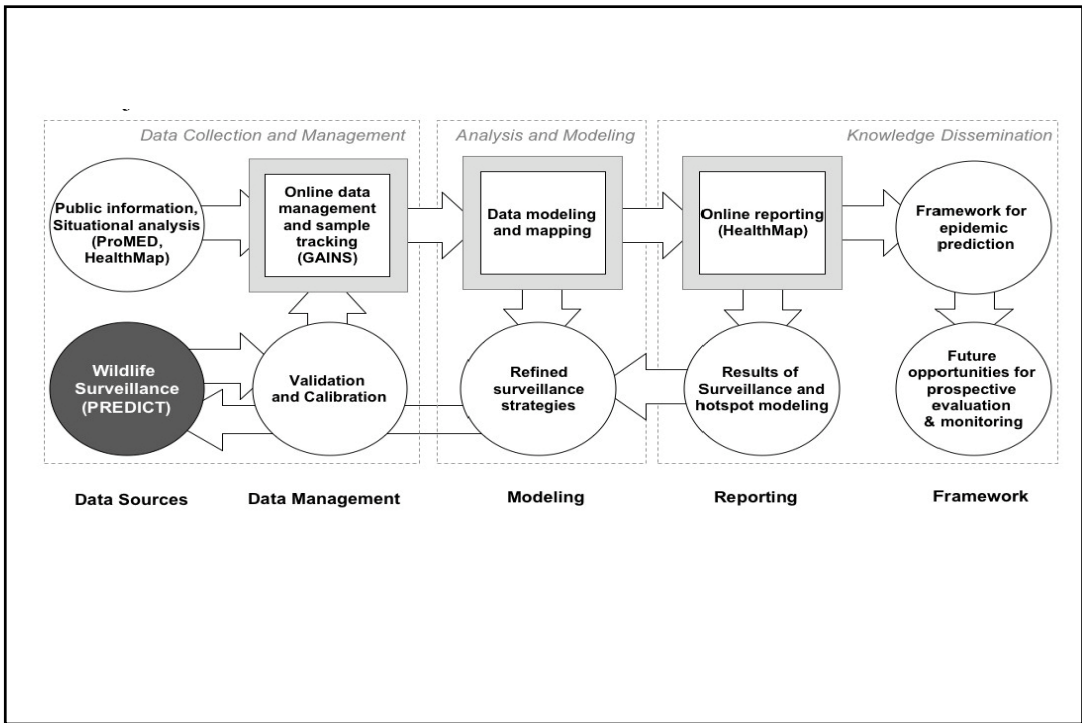 Data Collection and Management
Analysis and Modeling
Knowledge Dissemination
Public information,
Situational analysis
(ProMED,
HealthMap)
Online data
management
and sample
tracking
(GAINS)
Data modeling
and mapping
Online reporting
(HealthMap)
Framework for
epidemic
prediction
Wildlife
Surveillance
(PREDICT)
Validation
and Calibration
Refined
surveillance
strategies
Results of
Surveillance and
hotspot modeling
Future
opportunities for
prospective
evaluation
& monitoring
Data Sources
Data Management
Modeling
Reporting
Framework